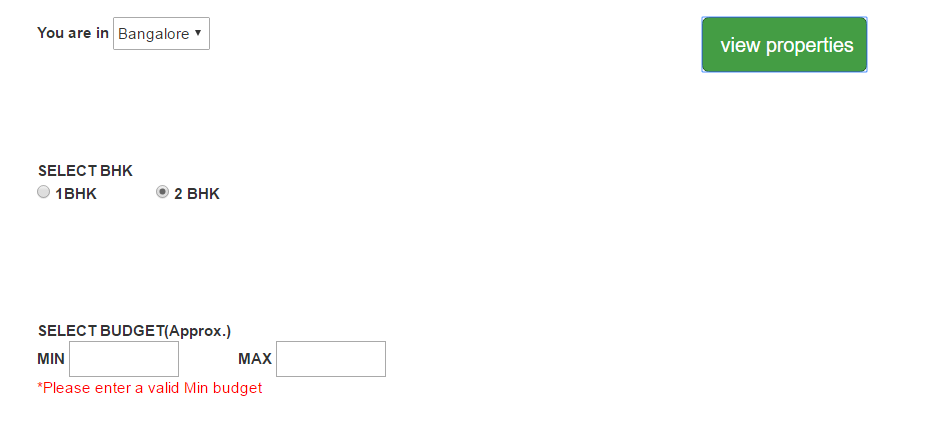 You are in Bangalore
view properties
SELECT BHK
1BHK 2 BHK
SELECT BUDGET(Approx.)
MIN MAX
*Please enter a valid Min budget